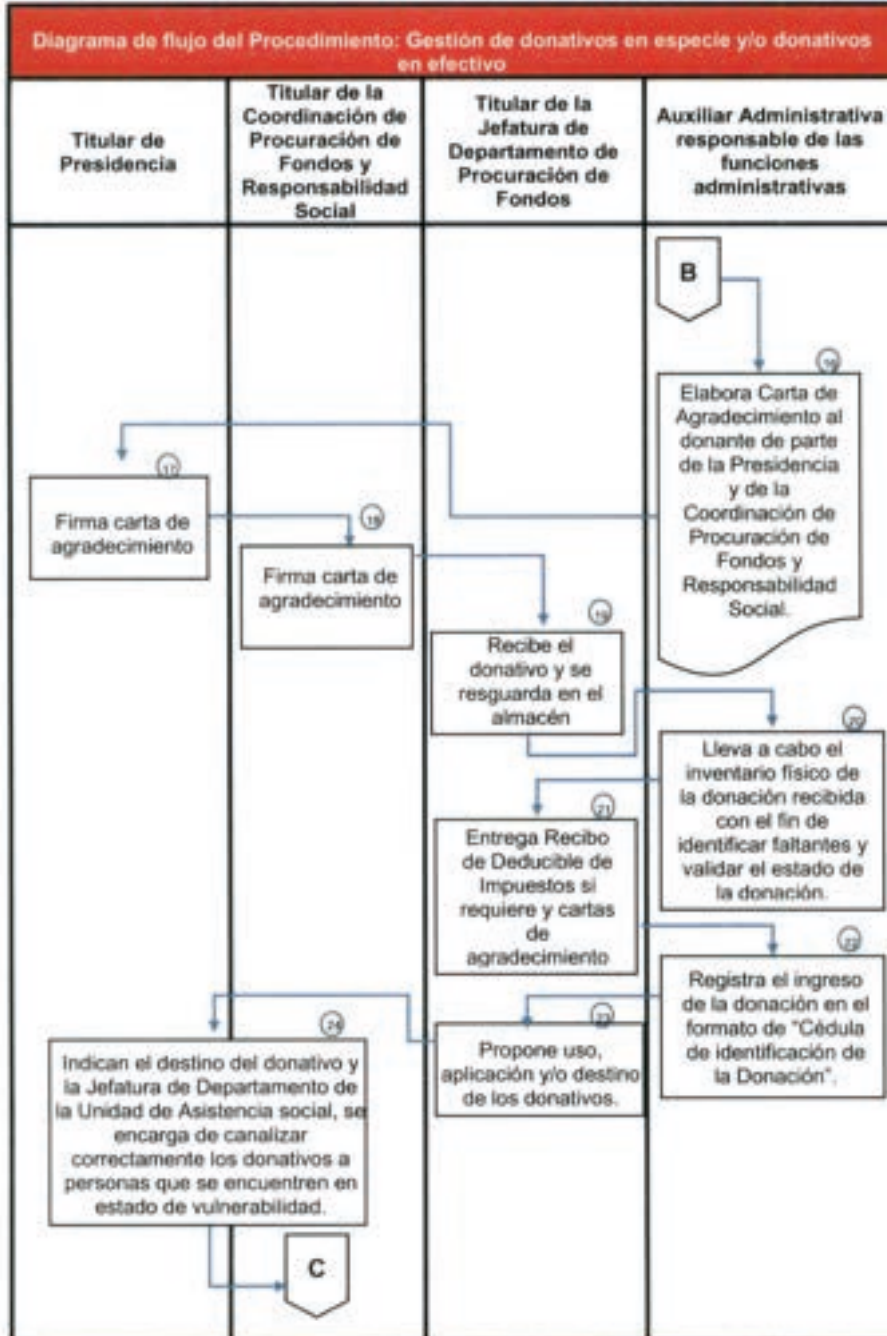 Diagrama de flujo del Procedimiento: Gestión de donativos en especie y/o donativos
en efectivo
Titular de
Presidencia
Titular de la
Coordinación de
Procuración de
Fondos y
Responsabilidad
Social
Titular de la
Jefatura de
Departamento de
Procuración de
Fondos
Auxiliar Administrativa
responsable de las
funciones
administrativas
B
16
Elabora Carta de
Agradecimiento al
donante de parte
de la Presidencia
y de la
Coordinación de
Procuración de
Fondos y
Responsabilidad
Social.
17
Firma carta de
agradecimiento
18
Firma carta de
agradecimiento
19
Recibe el
donativo y se
resguarda en el
almacén
20
Lleva a cabo el
inventario físico de
la donación recibida
con el fin de
identificar faltantes y
validar el estado de
la donación.
21
Entrega Recibo
de Deducible de
Impuestos si
requiere y cartas
de
agradecimiento
22
Registra el ingreso
de la donación en el
formato de "Cédula
de identificación de
la Donación".
23
Propone uso,
aplicación y/o destino
de los donativos.
24
Indican el destino del donativo y
la Jefatura de Departamento de
la Unidad de Asistencia social, se
encarga de canalizar
correctamente los donativos a
personas que se encuentren en
estado de vulnerabilidad.
C